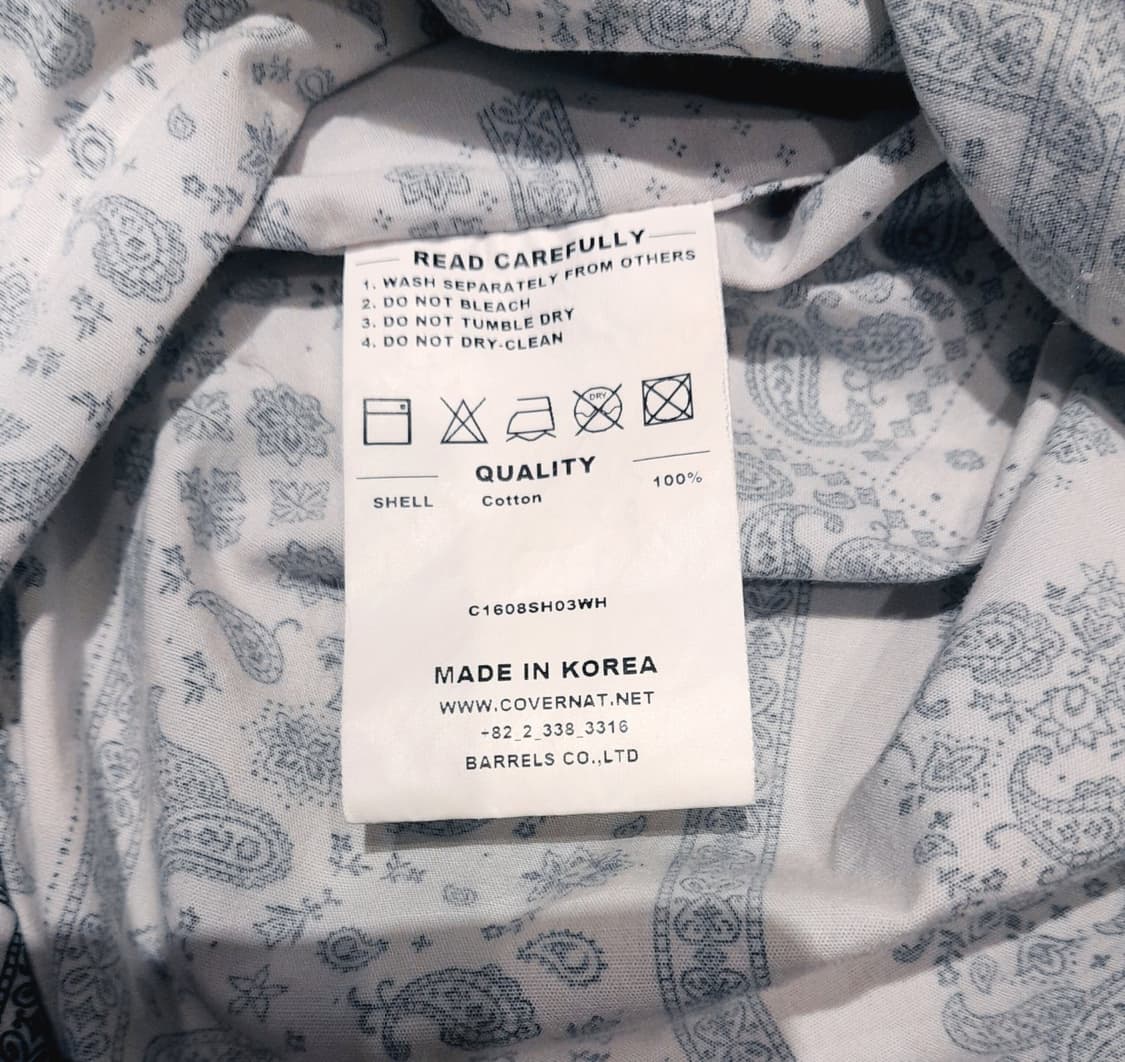 READ CAREFULLY
1. WASH SEPARATELY FROM OTHERS
2. DO NOT BLEACH
3. DO NOT TUMBLE DRY
4. DO NOT DRY-CLEAN
DRY
QUALITY
SHELL Cotton 100%
C1608SH03WH
MADE IN KOREA
WWW.COVERNAT.NET
+82_2_338_3316
BARRELS CO.,LTD